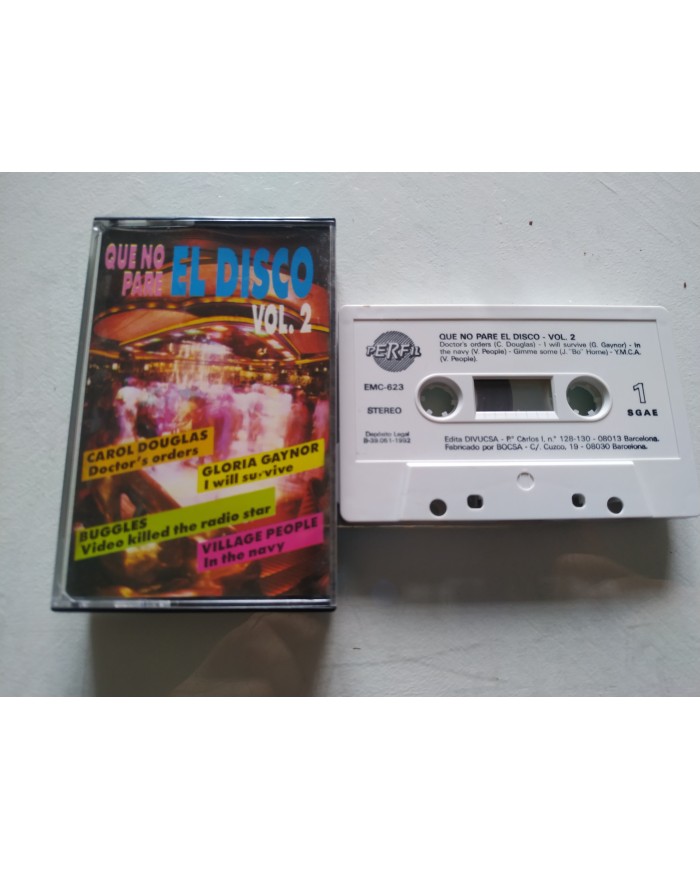 QUE NO
PARE
EL DISCO
VOL. 2
CAROL DOUGLAS
Doctor's orders
GLORIA GAYNOR
I will survive
BUGGLES
Video killed the radio star
VILLAGE PEOPLE
In the navy
PERFIL
QUE NO PARE EL DISCO - VOL. 2
Doctor's orders (C. Douglas) - I will survive (G. Gaynor) - In
the navy (V. People) - Gimme some (J. "Bo" Horne) - Y.M.C.A.
(V. People).
EMC-623
STEREO
1
SGAE
Depósito Legal
B-39.051-1992
Edita DIVUCSA - P.º Carlos I, n.º 128-130 - 08013 Barcelona.
Fabricado por BOCSA - C/. Cuzco, 19 - 08030 Barcelona.